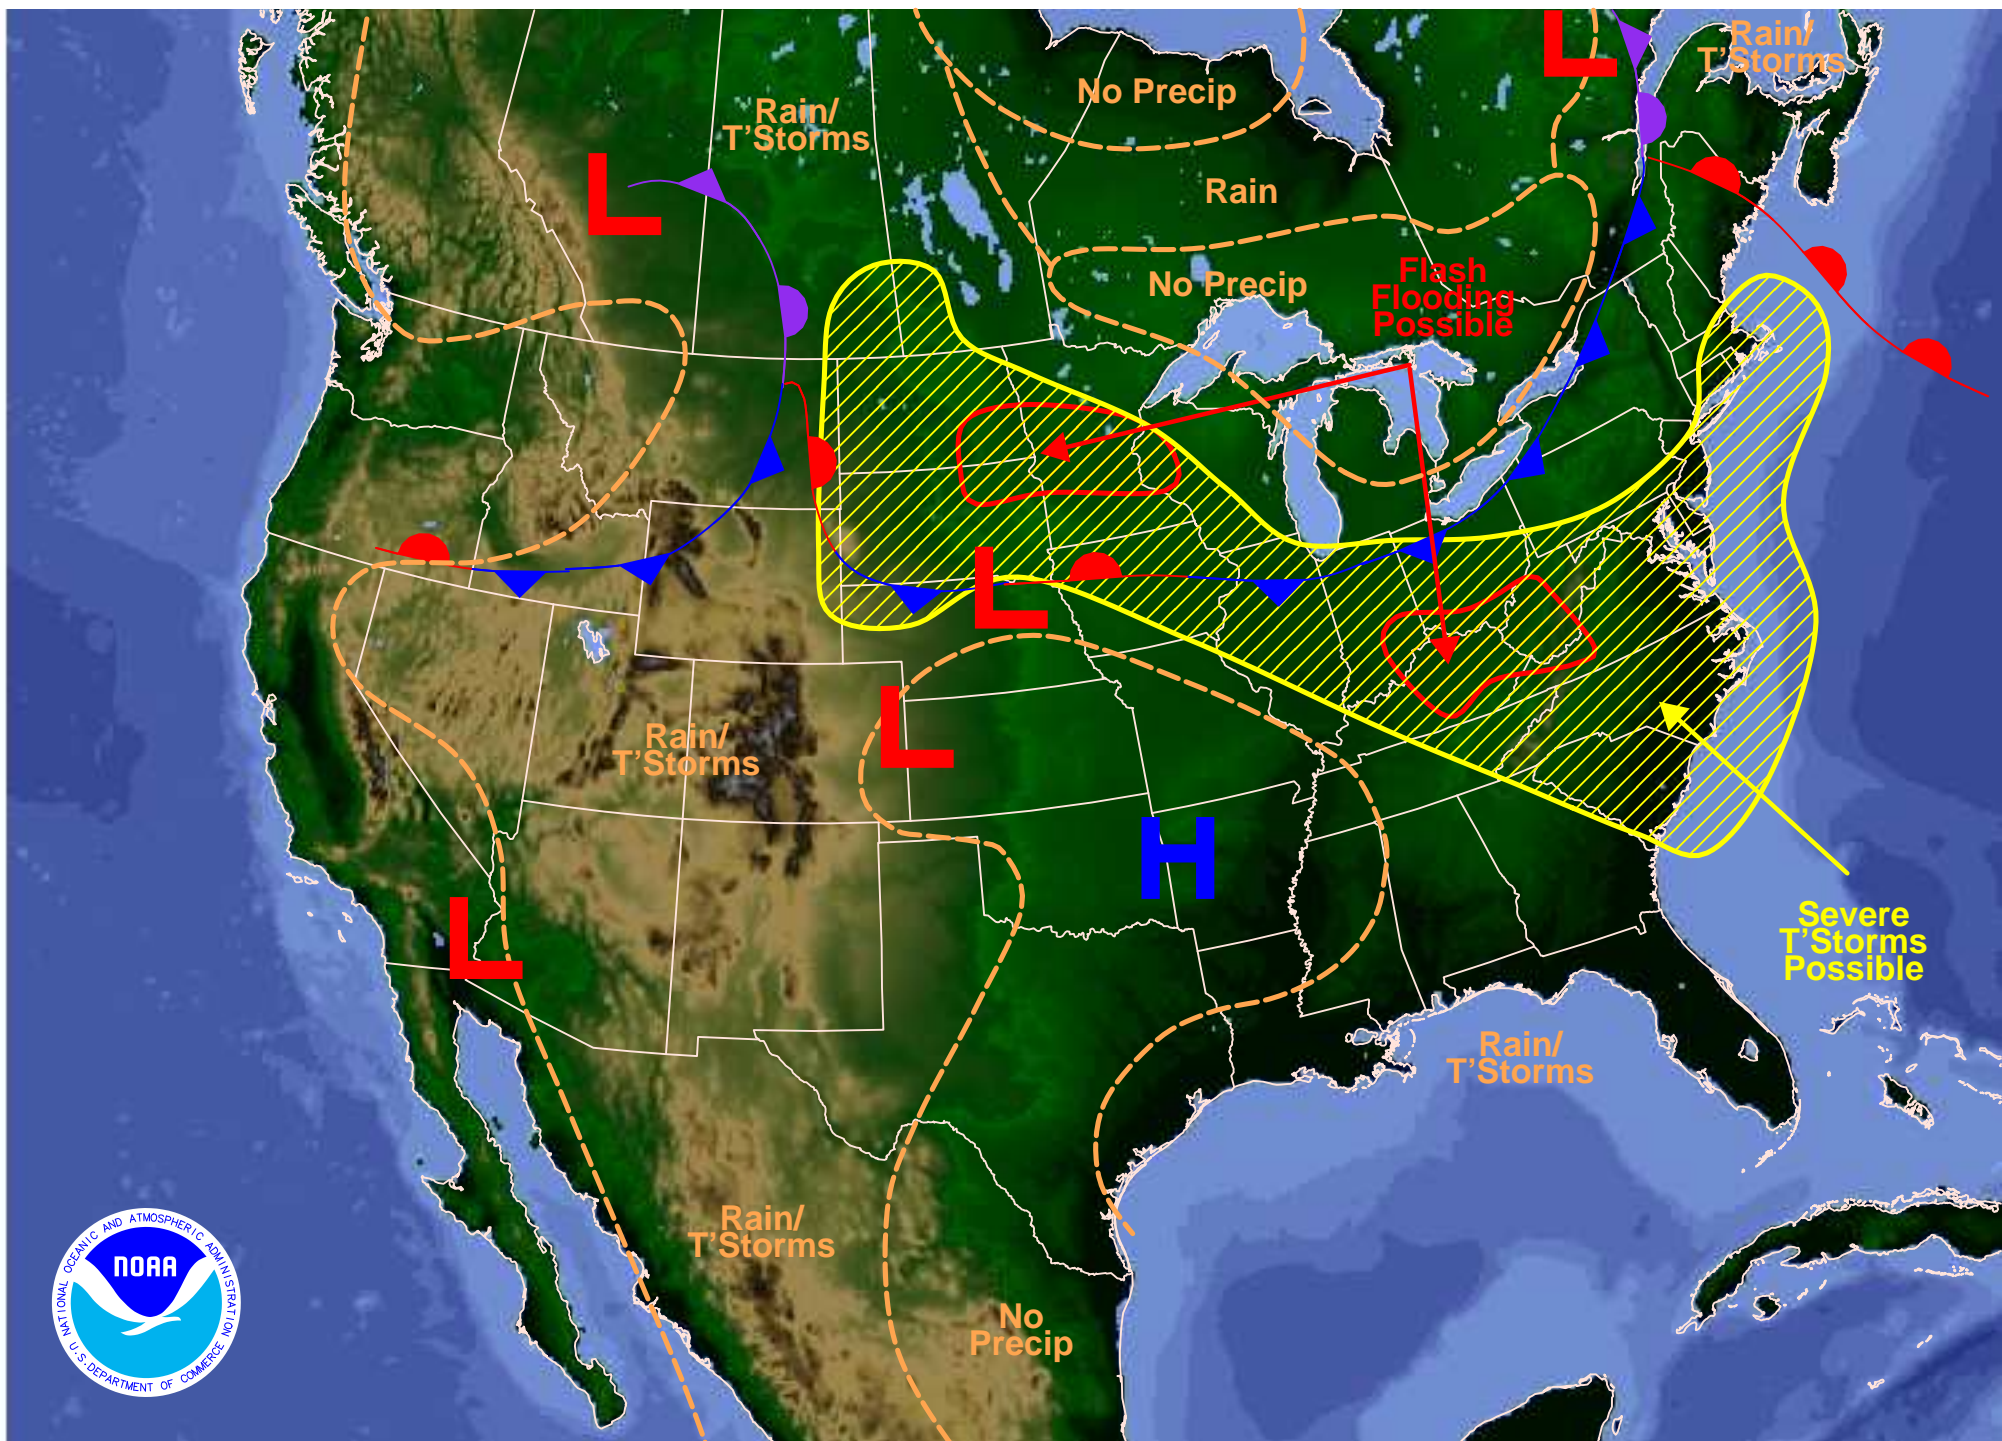 Rain/
T'Storms
No Precip
Rain/
T'Storms
L
L
Rain
No Precip
Flash
Flooding
Possible
L
L
Rain/
T'Storms
H
L
Severe
T'Storms
Possible
Rain/
T'Storms
Rain/
T'Storms
No
Precip
NATIONAL OCEANIC AND ATMOSPHERIC ADMINISTRATION
NOAA
U.S. DEPARTMENT OF COMMERCE